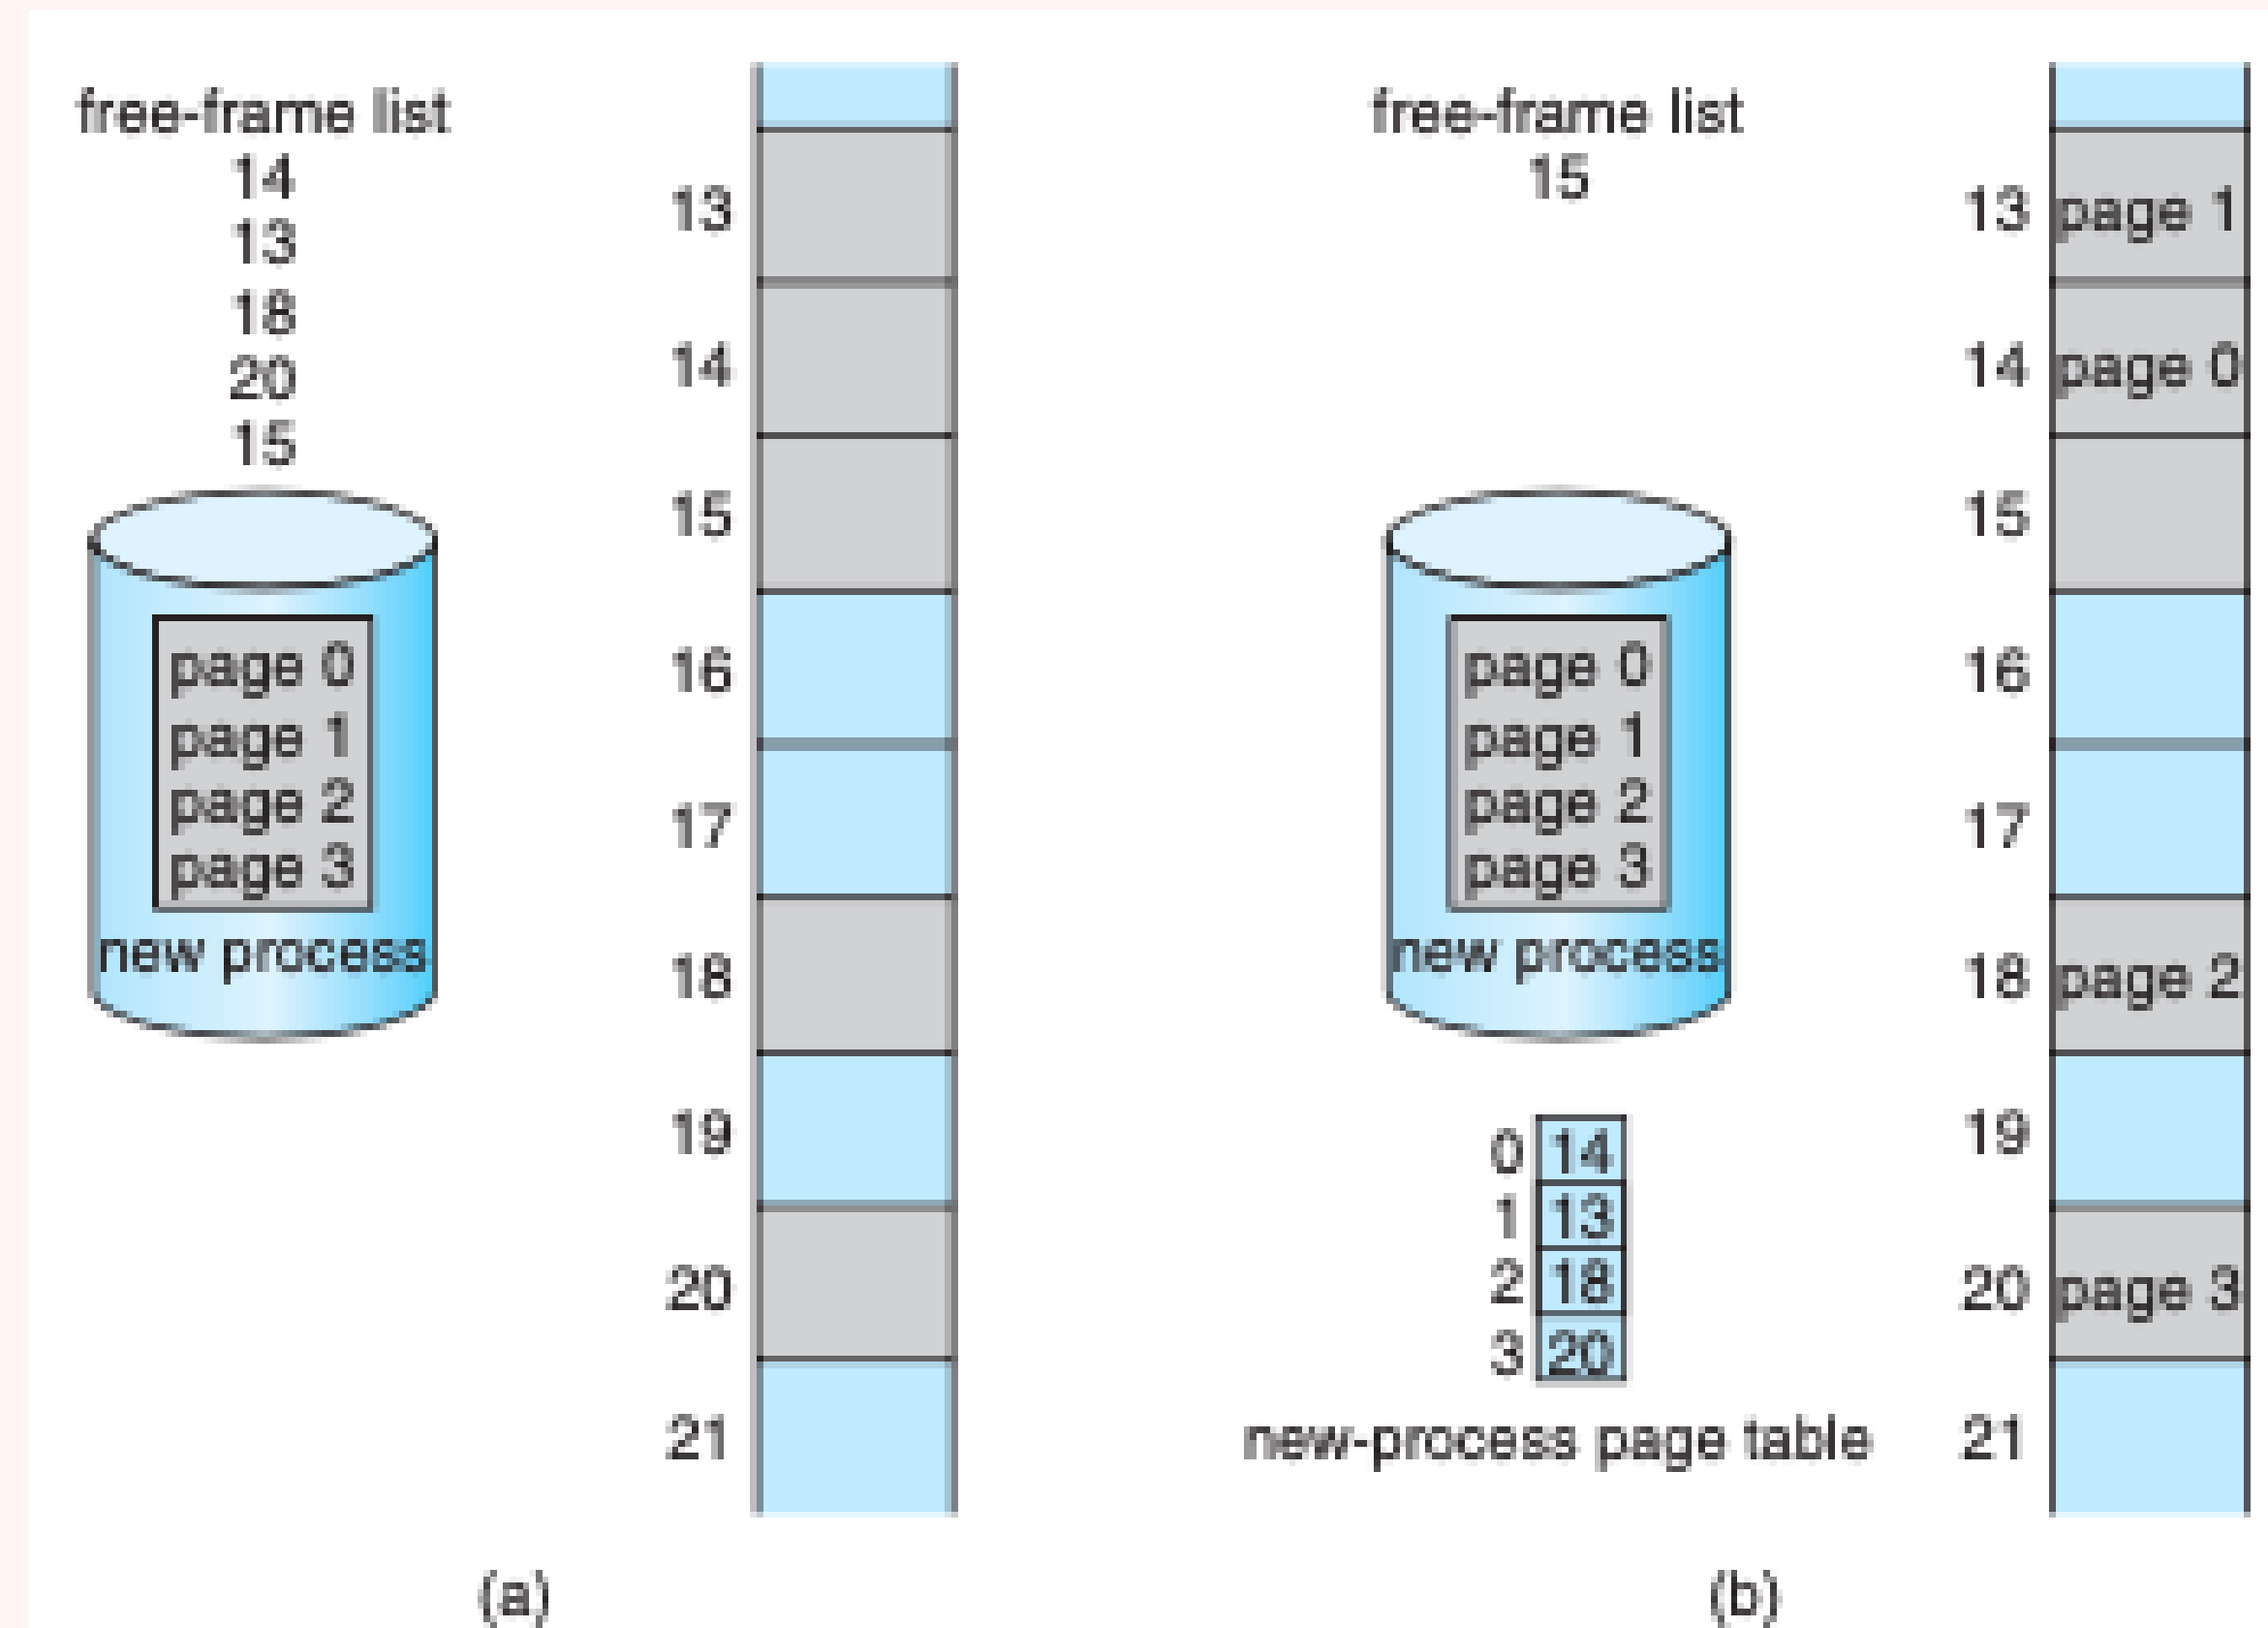 free-frame list
14
13
18
20
15
page 0
page 1
page 2
page 3
new process
13
14
15
16
17
18
19
20
21
(a)
free-frame list
15
page 0
page 1
page 2
page 3
new process
0 14
1 13
2 18
3 20
new-process page table
13 page 1
14 page 0
15
16
17
18 page 2
19
20 page 3
21
(b)